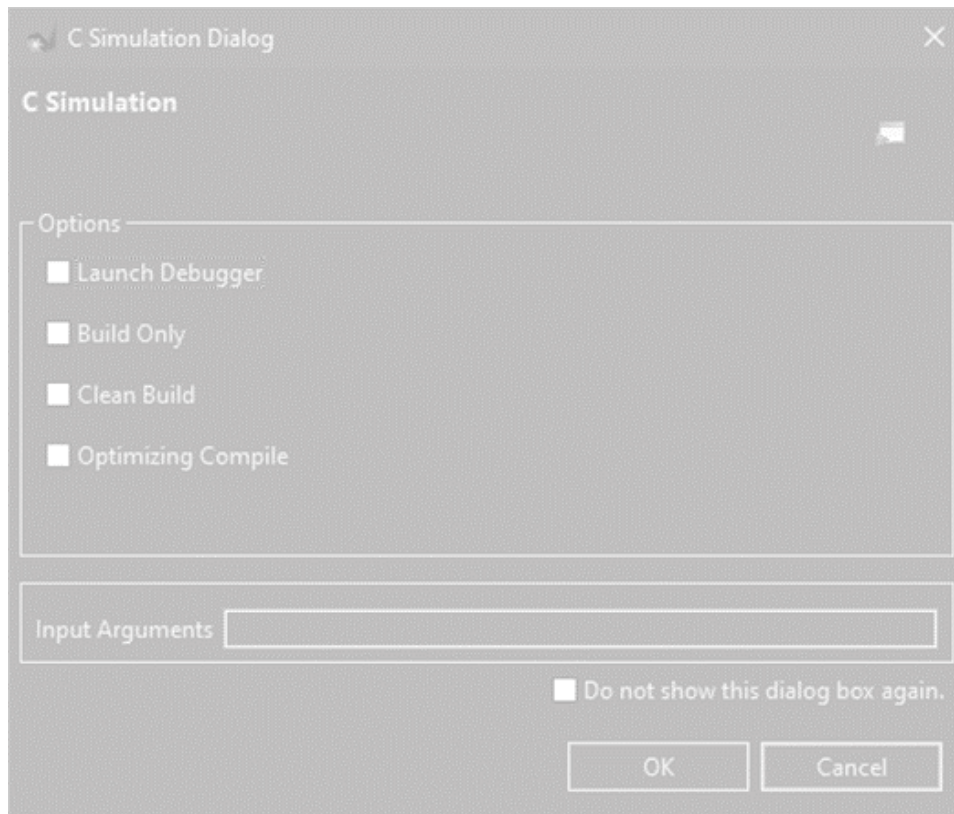 C Simulation Dialog
C Simulation
Options
Launch Debugger
Build Only
Clean Build
Optimizing Compile
Input Arguments
Do not show this dialog box again.
OK Cancel